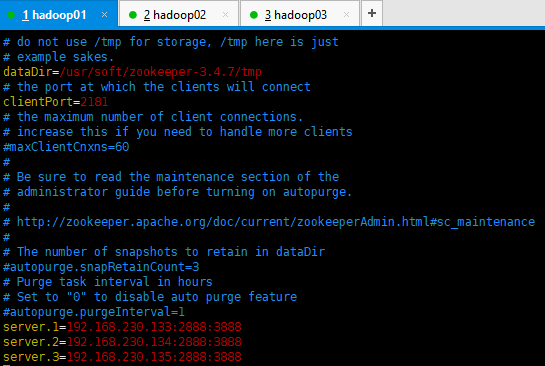 1 hadoop01 × 2 hadoop02 × 3 hadoop03 × +
# do not use /tmp for storage, /tmp here is just
# example sakes.
dataDir=/usr/soft/zookeeper-3.4.7/tmp
# the port at which the clients will connect
clientPort=2181
# the maximum number of client connections.
# increase this if you need to handle more clients
#maxClientCnxns=60
#
# Be sure to read the maintenance section of the
# administrator guide before turning on autopurge.
#
# http://zookeeper.apache.org/doc/current/zookeeperAdmin.html#sc_maintenance
#
# The number of snapshots to retain in dataDir
#autopurge.snapRetainCount=3
# Purge task interval in hours
# Set to "0" to disable auto purge feature
#autopurge.purgeInterval=1
server.1=192.168.230.133:2888:3888
server.2=192.168.230.134:2888:3888
server.3=192.168.230.135:2888:3888